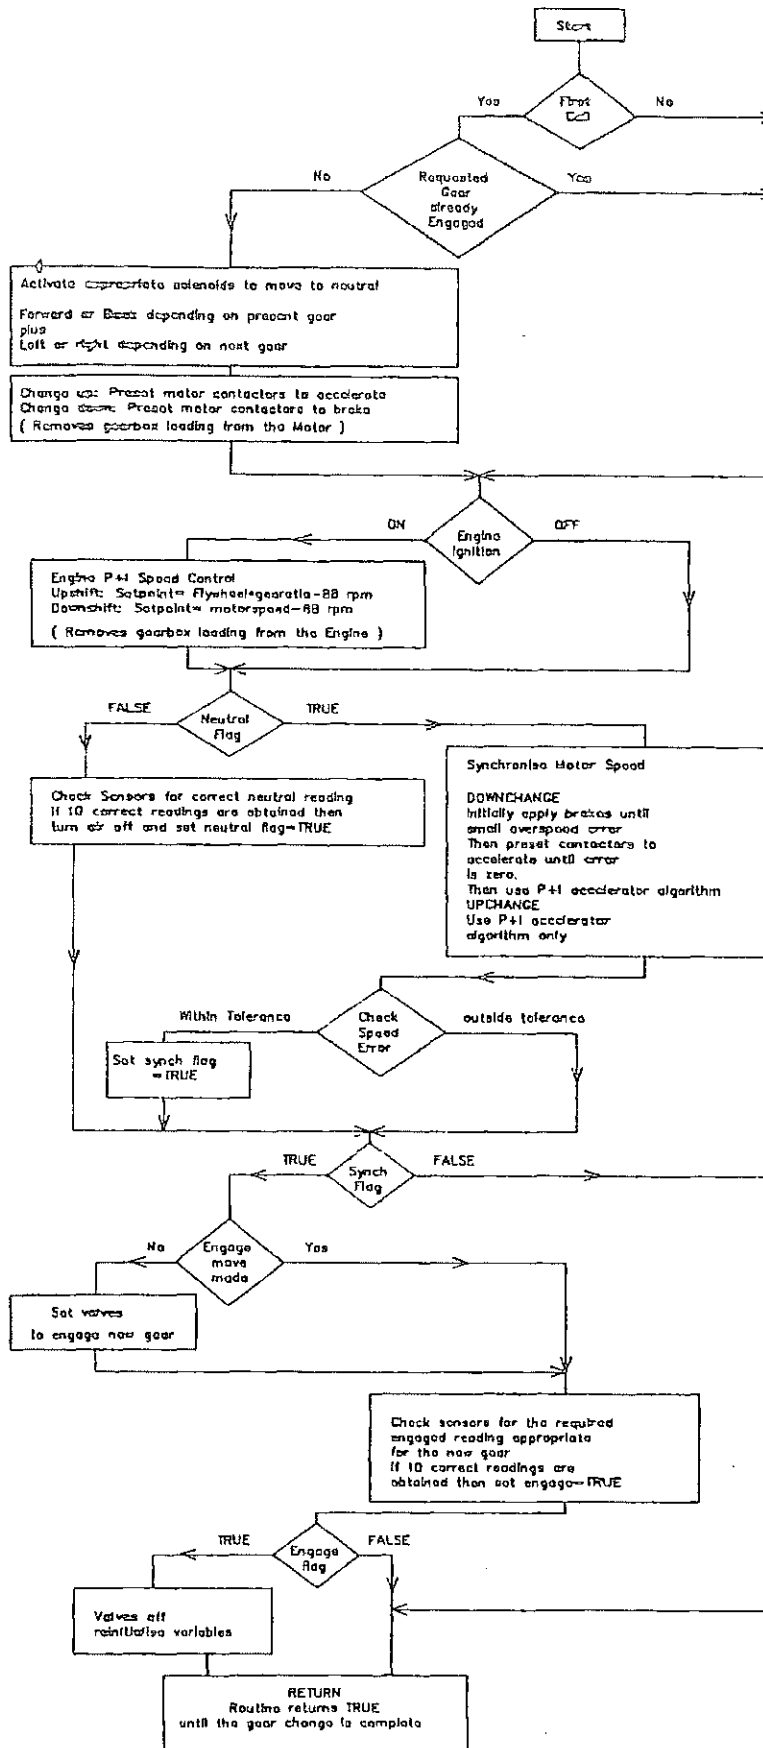 Start
First
Yes
No
Requested
Gear
already
Engaged
No
Yes
Activate appropriate solenoids to move to neutral
Forward or Back depending on present gear
plus
Left or right depending on next gear
Change up: Preset motor contactors to accelerate
Change down: Preset motor contactors to brake
( Removes gearbox loading from the Motor )
ON
Engine
Ignition
OFF
Engine P+I Speed Control
Upshift: Setpoint= Flywheel*gearratio-80 rpm
Downshift: Setpoint= motorspeed-60 rpm
( Removes gearbox loading from the Engine )
FALSE
Neutral
Flag
TRUE
Check Sensors for correct neutral reading
If 10 correct readings are obtained then
turn air off and set neutral flag=TRUE
Synchronise Motor Speed
DOWNCHANGE
Initially apply brakes until
small overspeed error
Then preset contactors to
accelerate until error
is zero.
Then use P+I accelerator algorithm
UPCHANGE
Use P+I accelerator
algorithm only
Within Tolerance
Check
Speed
Error
outside tolerance
Set synch flag
=TRUE
TRUE
Synch
Flag
FALSE
No
Engage
move
made
Yes
Set valves
to engage new gear
Check sensors for the required
engaged reading appropriate
for the new gear
If 10 correct readings are
obtained then set engage=TRUE
TRUE
Engage
flag
FALSE
Valves off
reinitialise variables
RETURN
Routine returns TRUE
until the gear change is complete